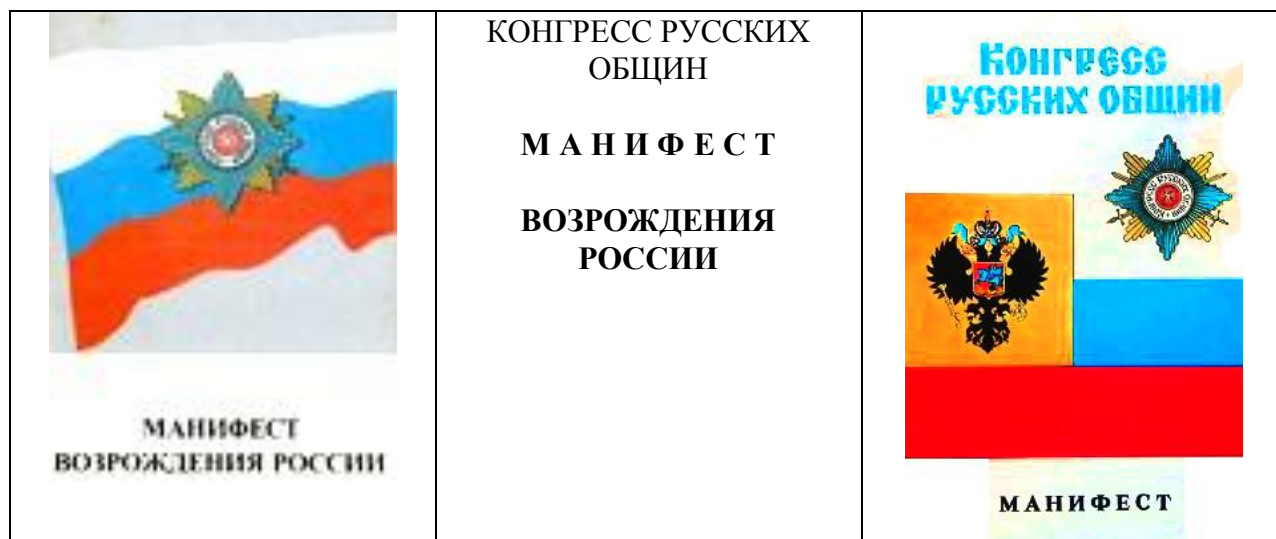 МАНИФЕСТ
ВОЗРОЖДЕНИЯ РОССИИ
КОНГРЕСС РУССКИХ
ОБЩИН
М А Н И Ф Е С Т
ВОЗРОЖДЕНИЯ
РОССИИ
Конгресс
русских общин
МАНИФЕСТ